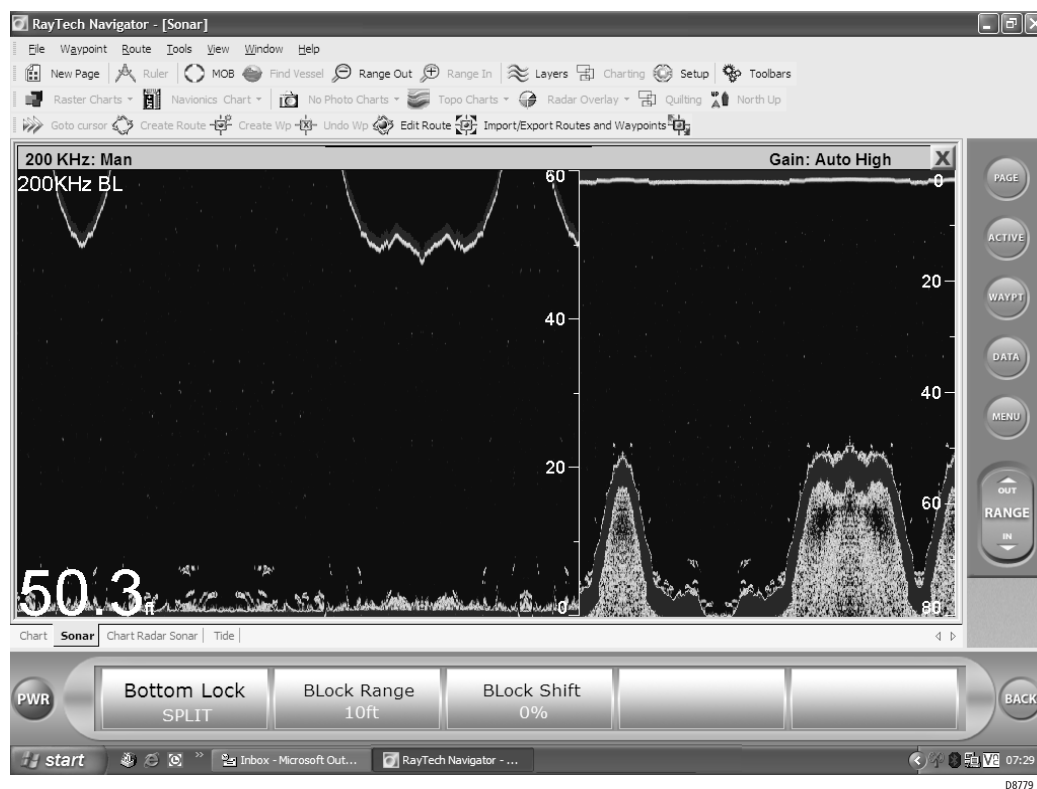 RayTech Navigator - [Sonar]
File Waypoint Route Tools View Window Help
New Page Ruler MOB Find Vessel Range Out Range In Layers Charting Setup Toolbars
Raster Charts Navionics Chart No Photo Charts Topo Charts Radar Overlay Quilting North Up
Goto cursor Create Route Create Wp Undo Wp Edit Route Import/Export Routes and Waypoints
200 KHz: Man Gain: Auto High X
200KHz BL 60 0
20
40
40
20
60
50.3 ft 0 80
Chart Sonar Chart Radar Sonar Tide
PAGE
ACTIVE
WAYPT
DATA
MENU
OUT
RANGE
IN
PWR
Bottom Lock BLock Range BLock Shift
SPLIT 10ft 0%
BACK
start Inbox - Microsoft Out... RayTech Navigator - ... 07:29
D8779